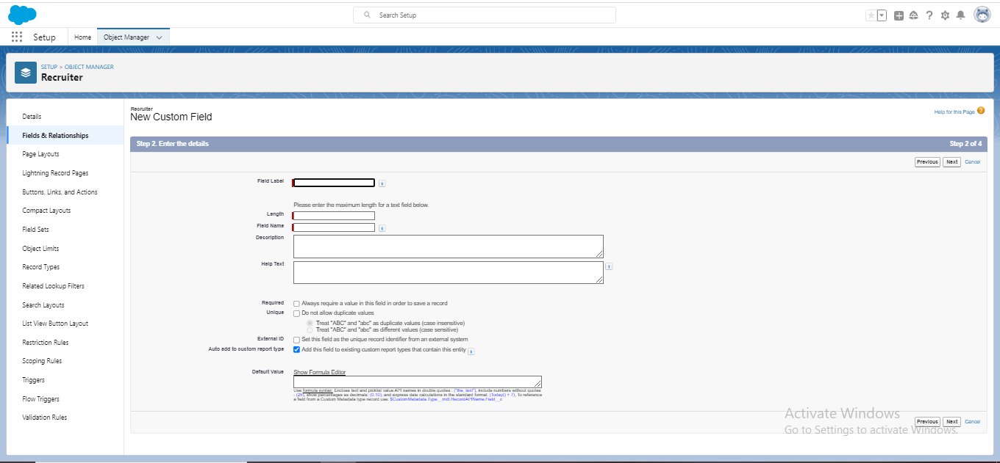 Search Setup
Setup
Home
Object Manager
SETUP > OBJECT MANAGER
Recruiter
Details
Fields & Relationships
Page Layouts
Lightning Record Pages
Buttons, Links, and Actions
Compact Layouts
Field Sets
Object Limits
Record Types
Related Lookup Filters
Search Layouts
List View Button Layout
Restriction Rules
Scoping Rules
Triggers
Flow Triggers
Validation Rules
Recruiter
New Custom Field
Help for this Page
Step 2. Enter the details
Step 2 of 4
Previous
Next
Cancel
Field Label
Please enter the maximum length for a text field below.
Length
Field Name
Description
Help Text
Required
Always require a value in this field in order to save a record
Unique
Do not allow duplicate values
Treat "ABC" and "abc" as duplicate values (case insensitive)
Treat "ABC" and "abc" as different values (case sensitive)
External ID
Set this field as the unique record identifier from an external system
Auto add to custom report type
Add this field to existing custom report types that contain this entity
Default Value
Show Formula Editor
Use formula syntax: Enclose text and picklist value API names in double quotes : ("the_text"), include numbers without quotes
: (25), show percentages as decimals: (0.10), and express date calculations in the standard format: (Today() + 7), To reference
a field from a Custom Metadata type record use: $CustomMetadata.Type__mdt.RecordAPIName.Field__c
Activate Windows
Go to Settings to activate Windows.
Previous
Next
Cancel